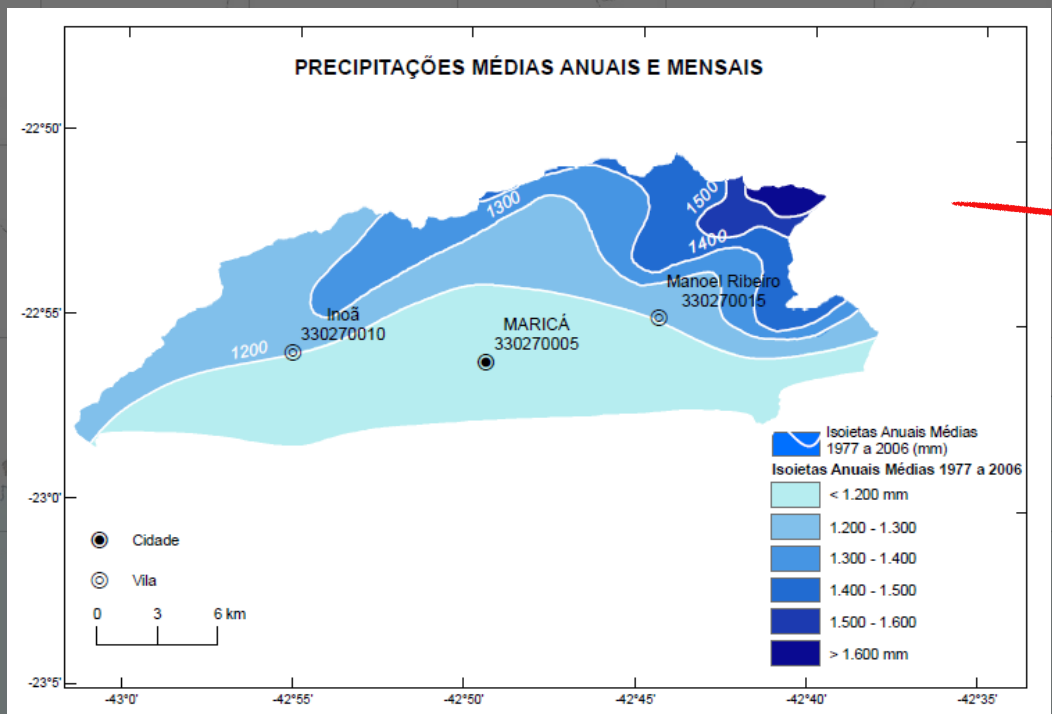 PRECIPITAÇÕES MÉDIAS ANUAIS E MENSAIS
-22°50'
-22°55'
-23°0'
-23°5'
1300
1500
1400
1200
Inoã
330270010
MARICÁ
330270005
Manoel Ribeiro
330270015
Isoietas Anuais Médias
1977 a 2006 (mm)
Isoietas Anuais Médias 1977 a 2006
< 1.200 mm
1.200 - 1.300
1.300 - 1.400
1.400 - 1.500
1.500 - 1.600
> 1.600 mm
Cidade
Vila
0 3 6 km
-43°0' -42°55' -42°50' -42°45' -42°40' -42°35'